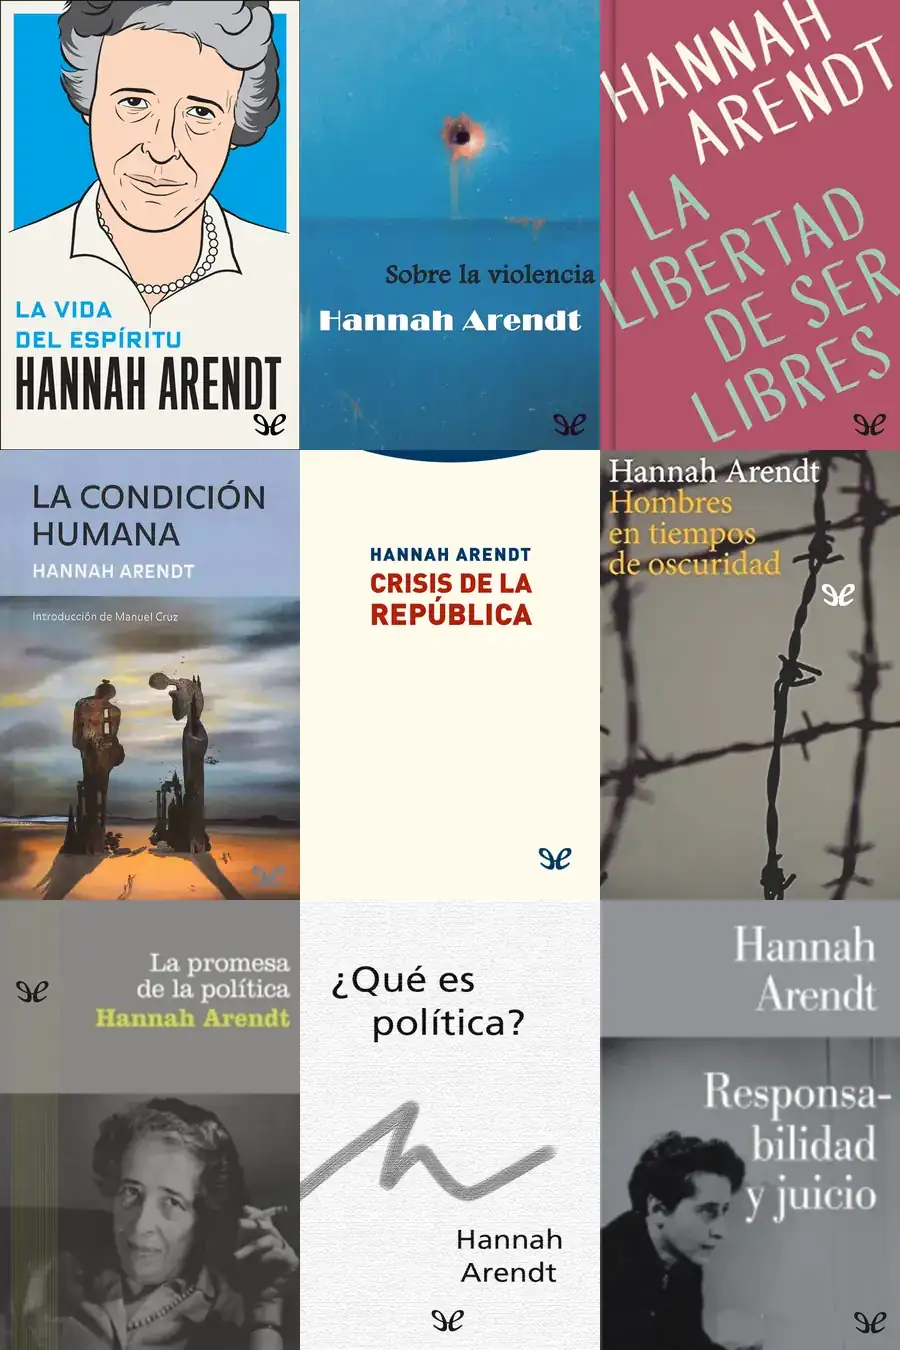 LA VIDA
DEL ESPÍRITU
HANNAH ARENDT
Sobre la violencia
Hannah Arendt
HANNAH
ARENDT
LA
LIBERTAD
DE SER
LIBRES
LA CONDICIÓN
HUMANA
HANNAH ARENDT
Introducción de Manuel Cruz
HANNAH ARENDT
CRISIS DE LA
REPÚBLICA
Hannah Arendt
Hombres
en tiempos
de oscuridad
La promesa
de la política
Hannah Arendt
¿Qué es
política?
Hannah
Arendt
Hannah
Arendt
Responsa-
bilidad
y juicio